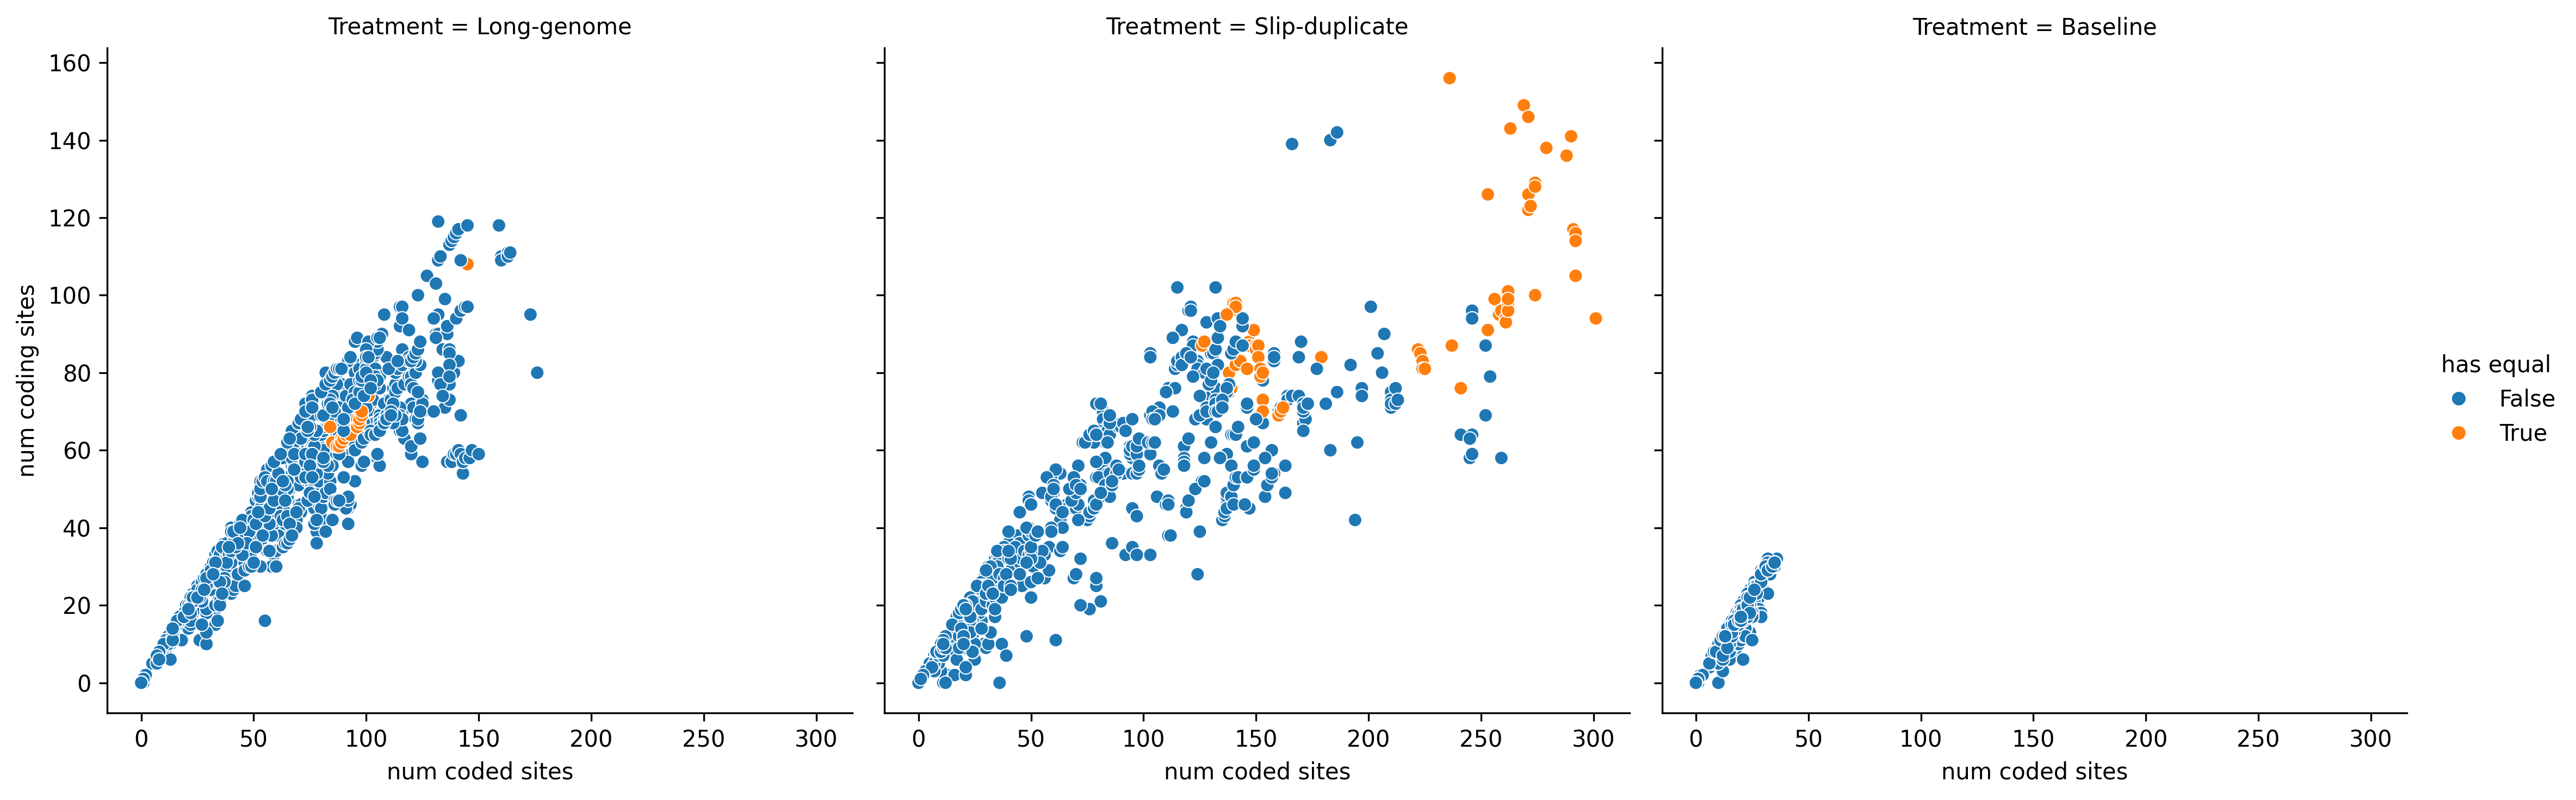 Treatment = Long-genome
Treatment = Slip-duplicate
Treatment = Baseline
160
140
120
100
80
60
40
20
0
num coding sites
0 50 100 150 200 250 300
0 50 100 150 200 250 300
0 50 100 150 200 250 300
num coded sites
num coded sites
num coded sites
has equal
False
True